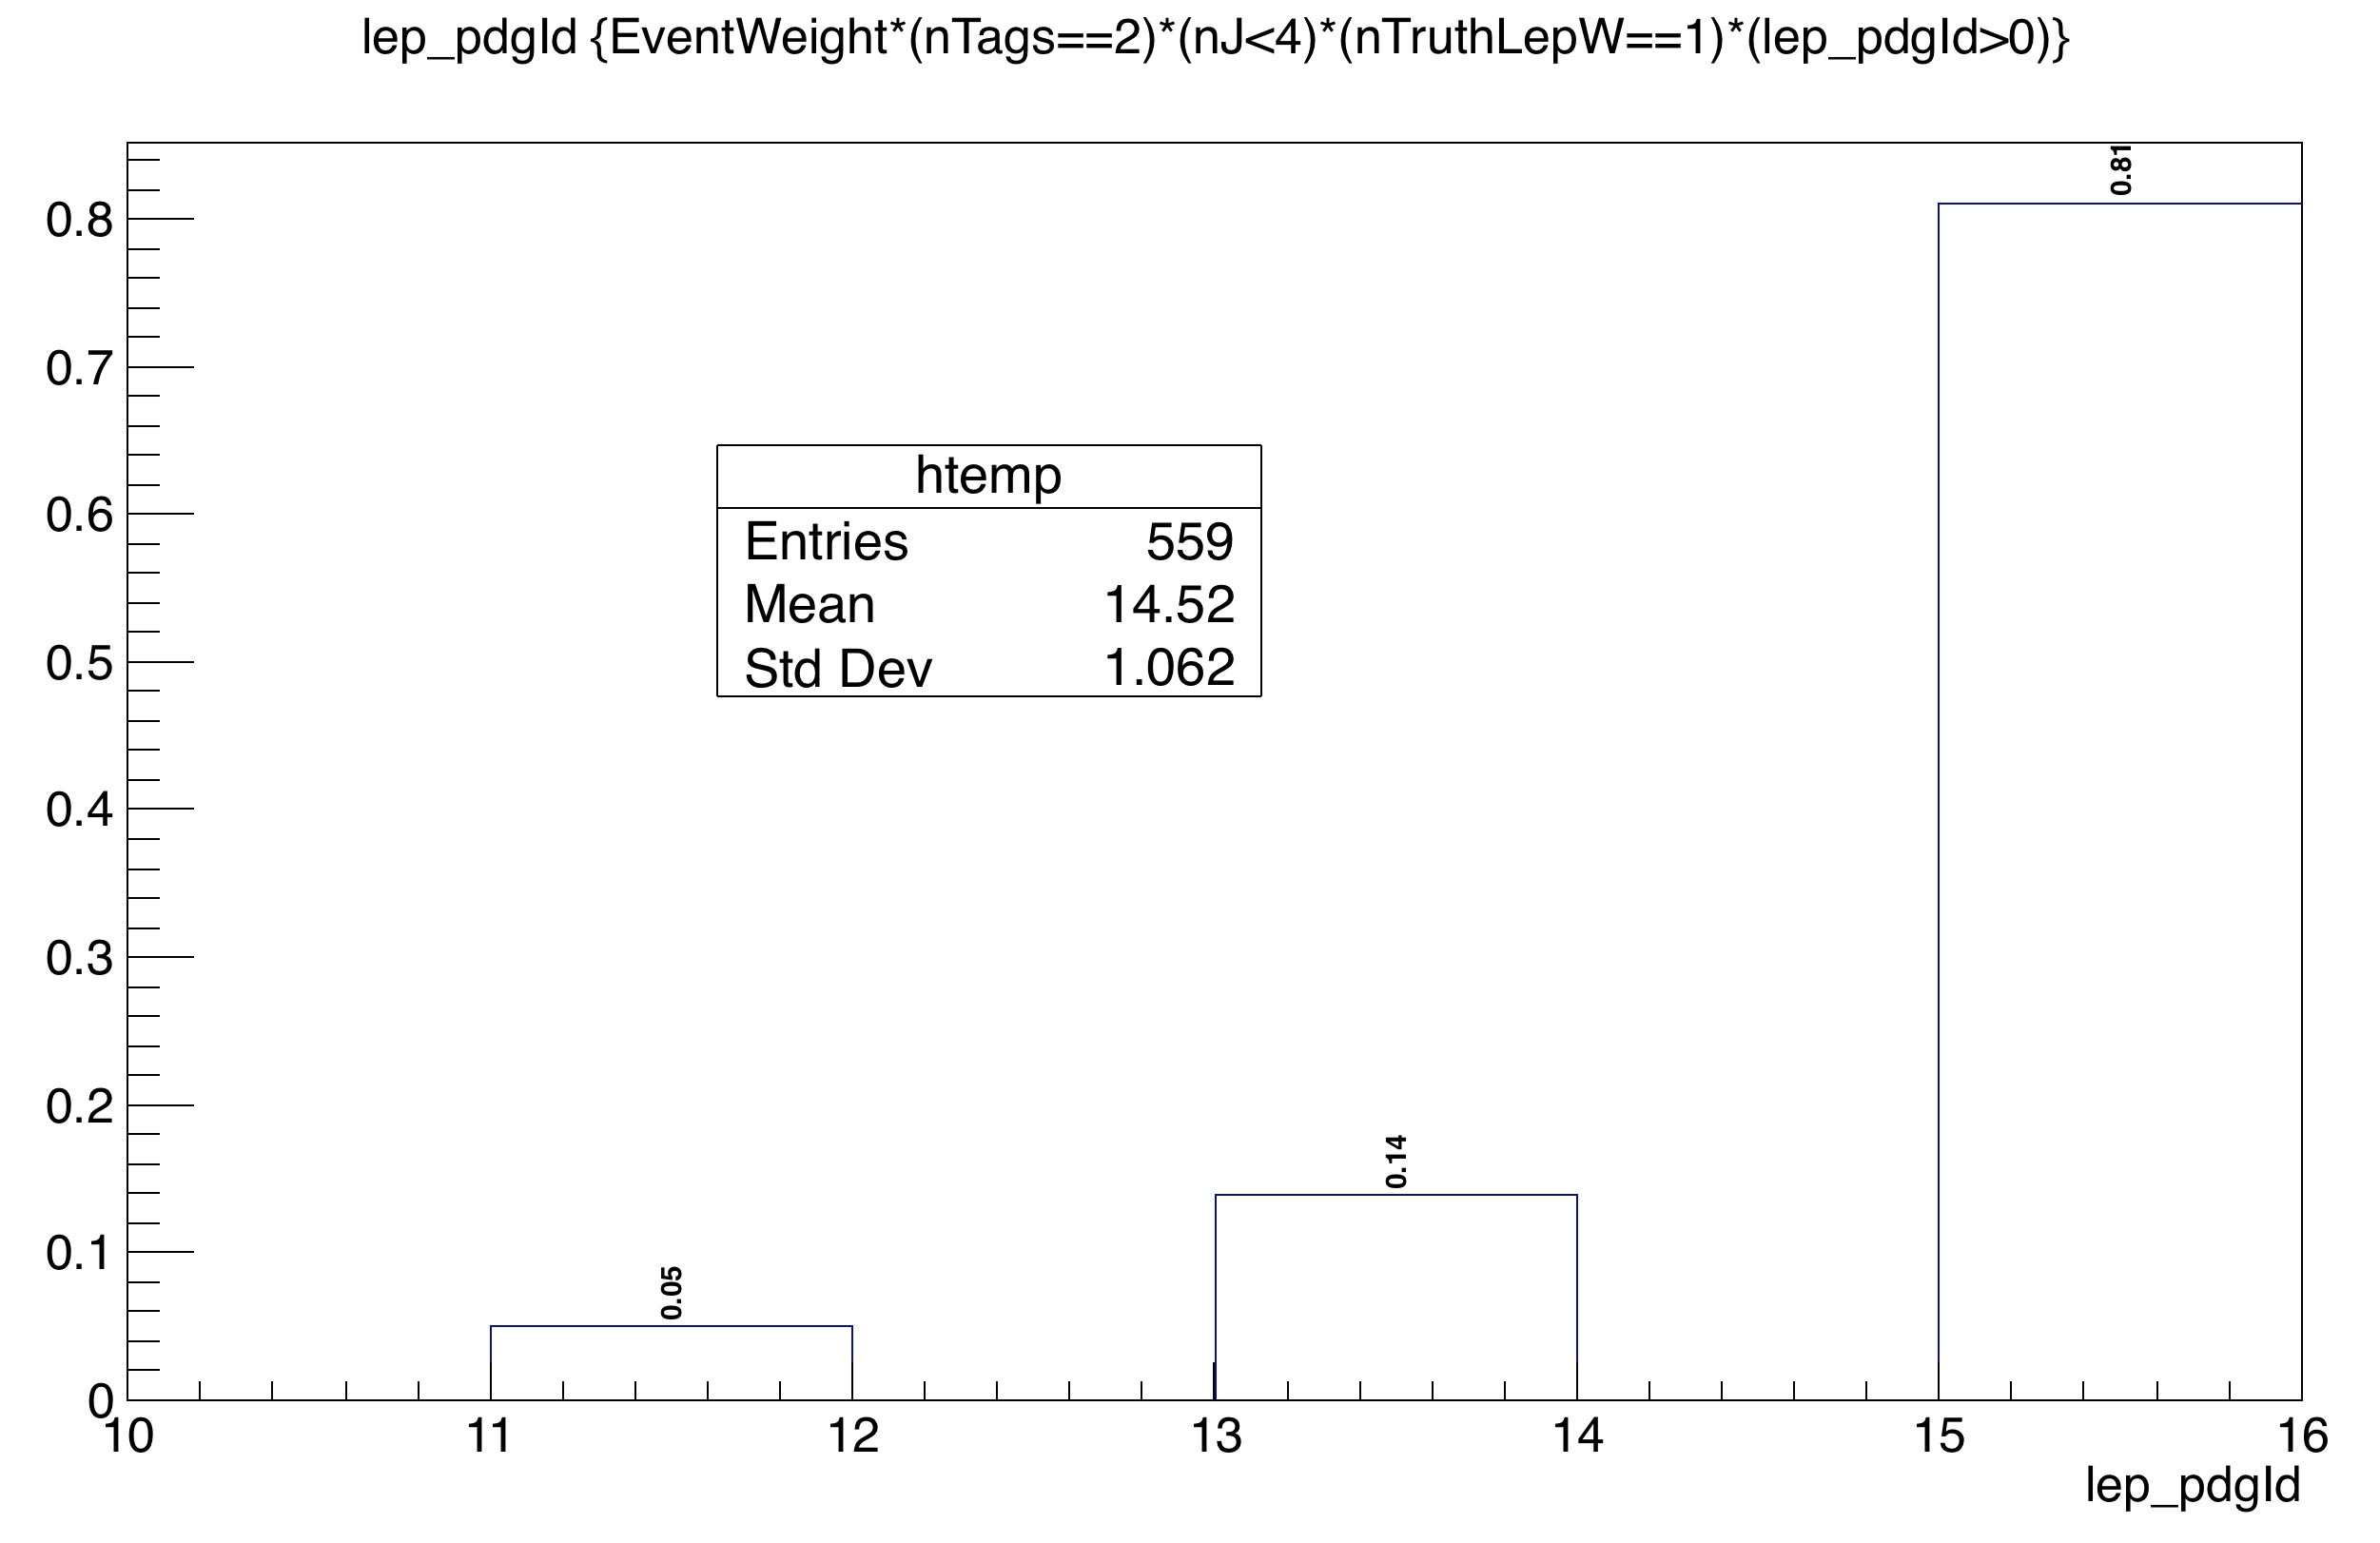 lep_pdgId {EventWeight*(nTags==2)*(nJ<4)*(nTruthLepW==1)*(lep_pdgId>0)}
0.81
0.8
0.7
htemp
Entries 559
Mean 14.52
Std Dev 1.062
0.6
0.5
0.4
0.3
0.2
0.14
0.1
0.05
0
10 11 12 13 14 15 16
lep_pdgId